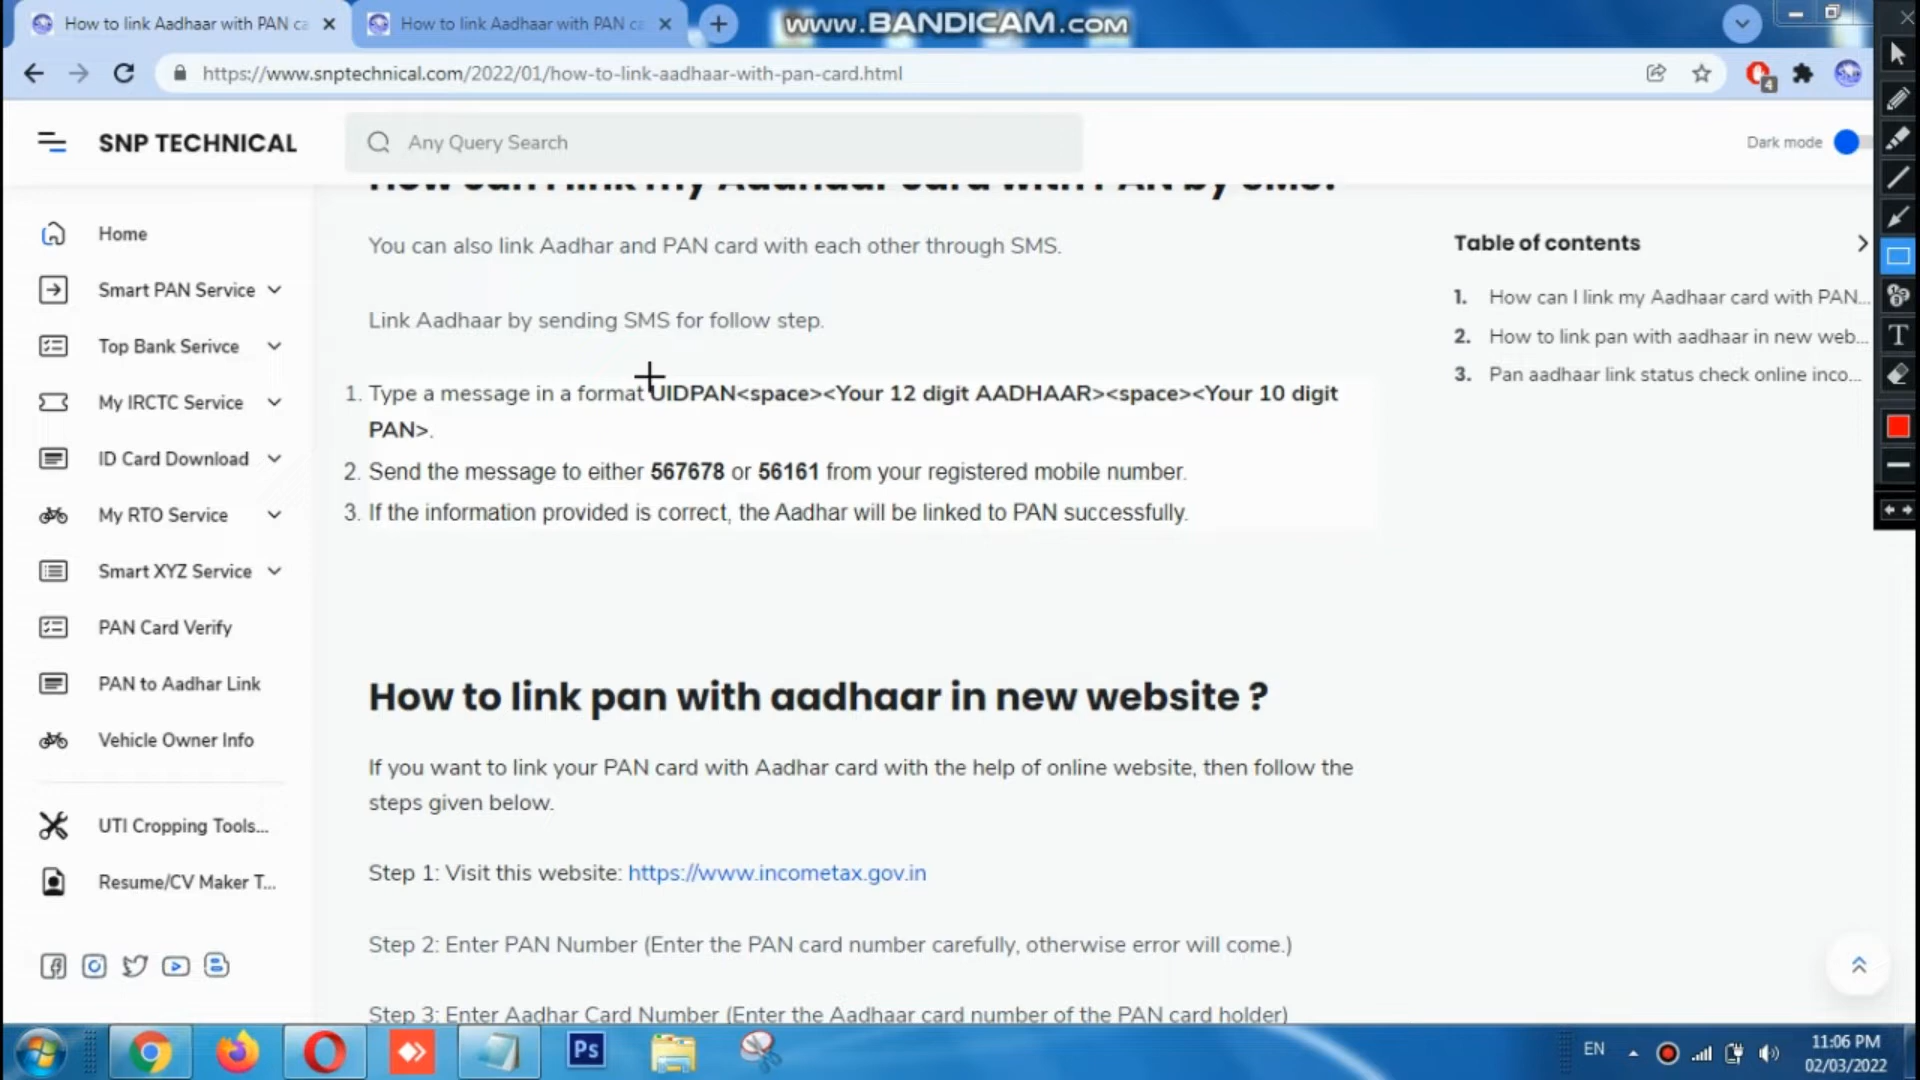 How to link Aadhaar with PAN ca
How to link Aadhaar with PAN ca
www.BANDICAM.com
https://www.snptechnical.com/2022/01/how-to-link-aadhaar-with-pan-card.html
4
SNP TECHNICAL
Any Query Search
Dark mode
How can I link my Aadhaar card with PAN by SMS?
Home
Smart PAN Service
Top Bank Serivce
My IRCTC Service
ID Card Download
My RTO Service
Smart XYZ Service
PAN Card Verify
PAN to Aadhar Link
Vehicle Owner Info
UTI Cropping Tools...
Resume/CV Maker T...
You can also link Aadhar and PAN card with each other through SMS.
Link Aadhaar by sending SMS for follow step.
1. Type a message in a format UIDPAN<space><Your 12 digit AADHAAR><space><Your 10 digit
PAN>.
2. Send the message to either 567678 or 56161 from your registered mobile number.
3. If the information provided is correct, the Aadhar will be linked to PAN successfully.
How to link pan with aadhaar in new website ?
If you want to link your PAN card with Aadhar card with the help of online website, then follow the
steps given below.
Step 1: Visit this website: https://www.incometax.gov.in
Step 2: Enter PAN Number (Enter the PAN card number carefully, otherwise error will come.)
Step 3: Enter Aadhar Card Number (Enter the Aadhaar card number of the PAN card holder)
Table of contents
1. How can I link my Aadhaar card with PAN...
2. How to link pan with aadhaar in new web...
3. Pan aadhaar link status check online inco...
T
Ps
EN
11:06 PM
02/03/2022